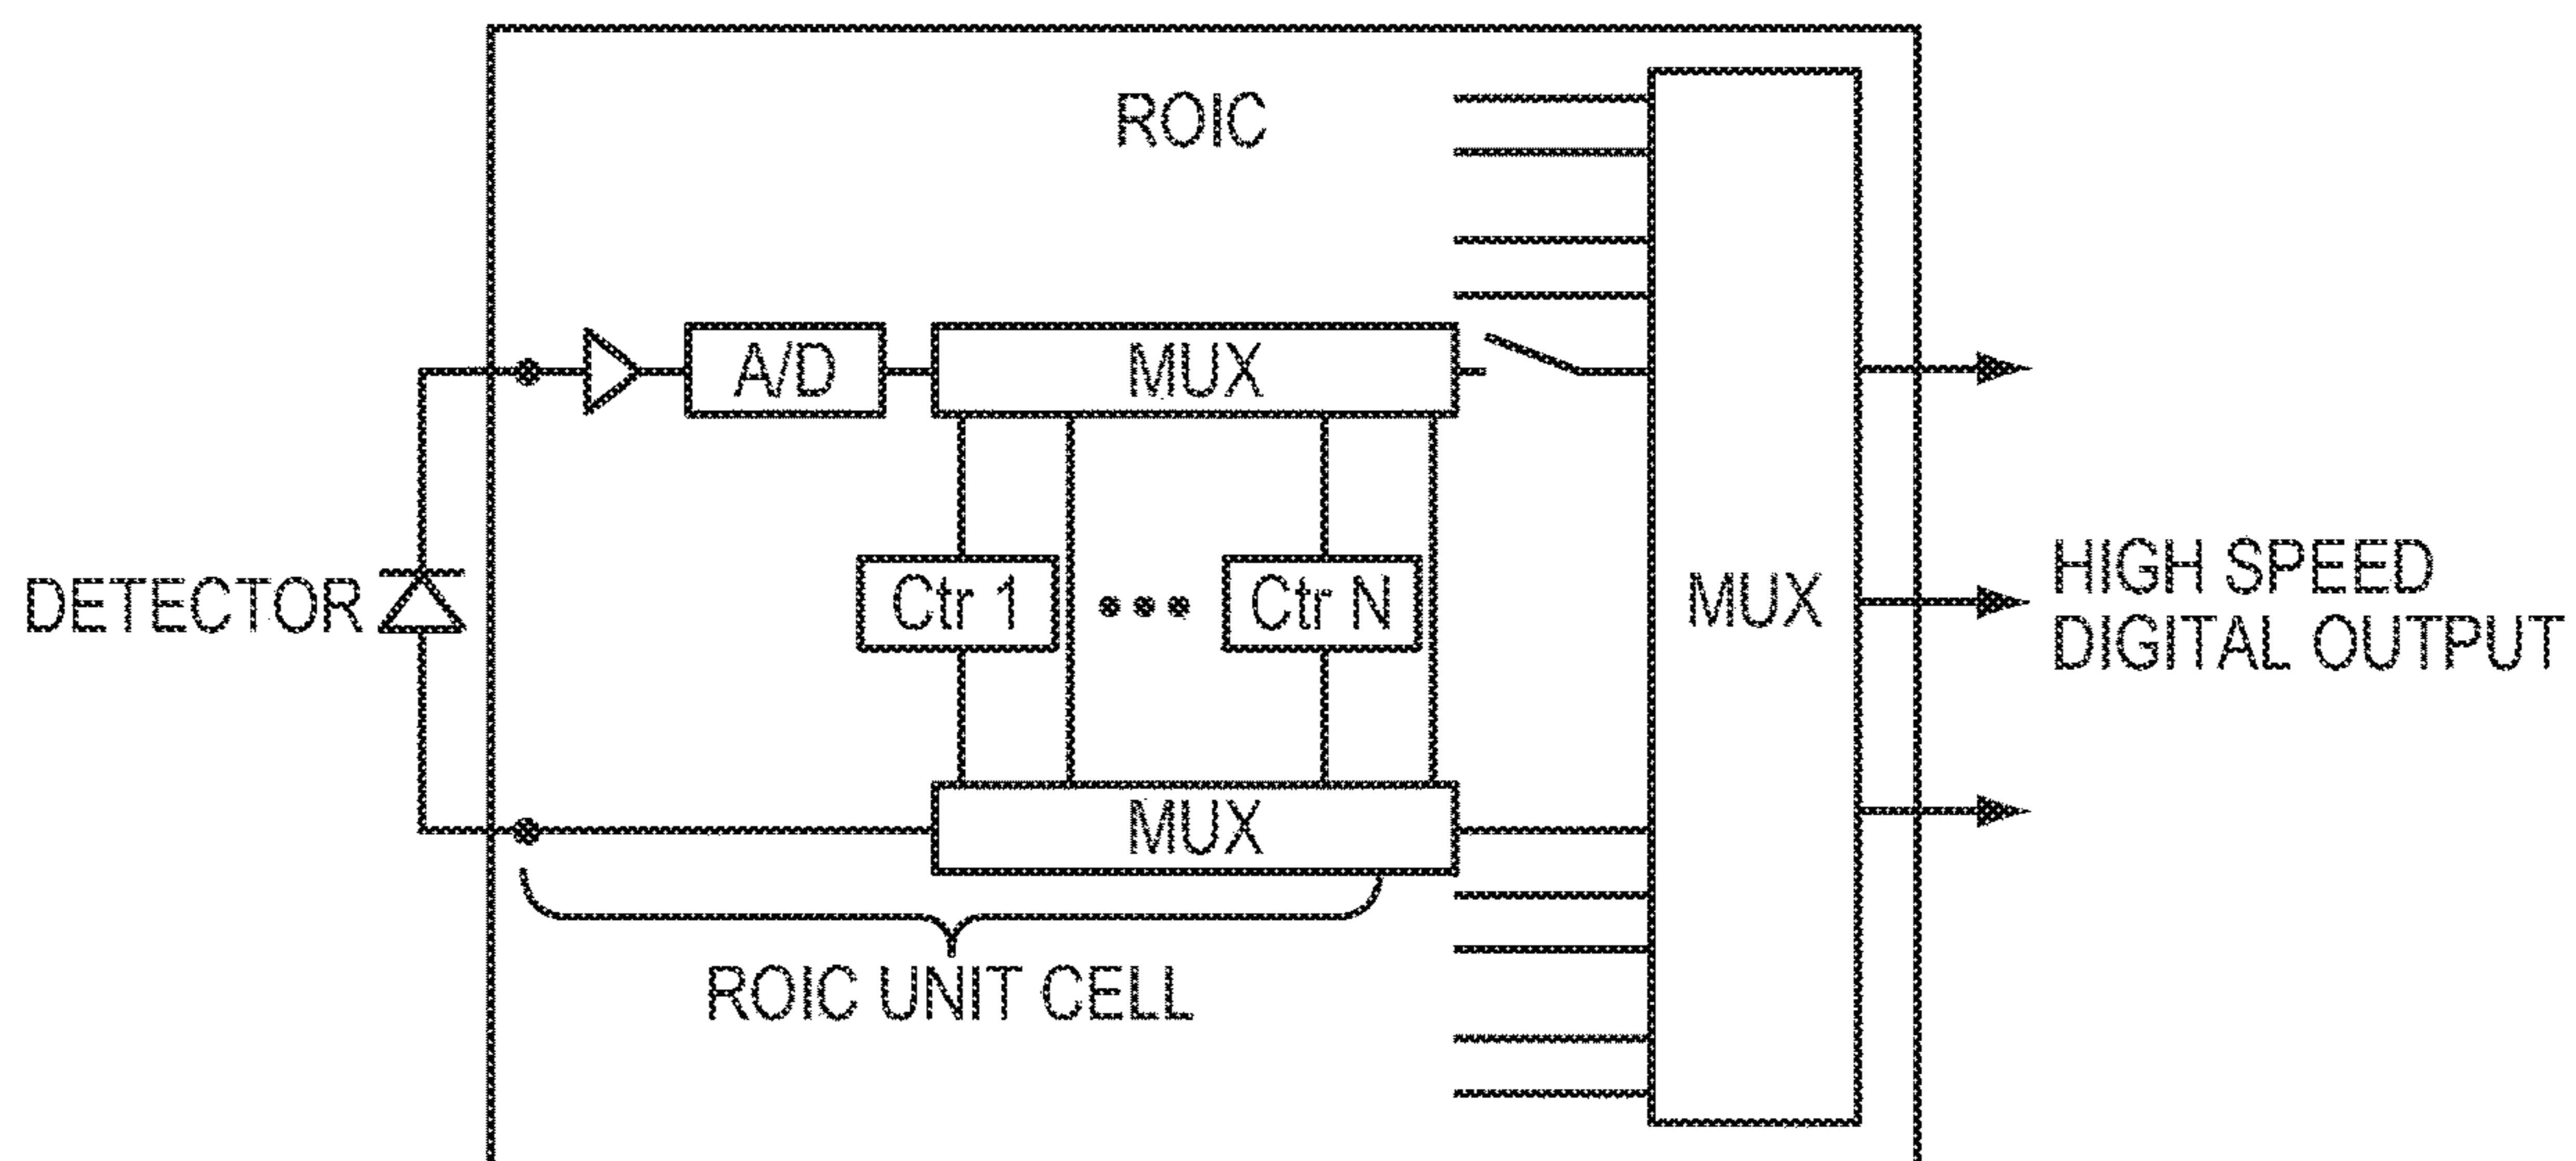 ROIC
A/D
MUX
DETECTOR
Ctr 1
Ctr N
MUX
HIGH SPEED
DIGITAL OUTPUT
MUX
ROIC UNIT CELL